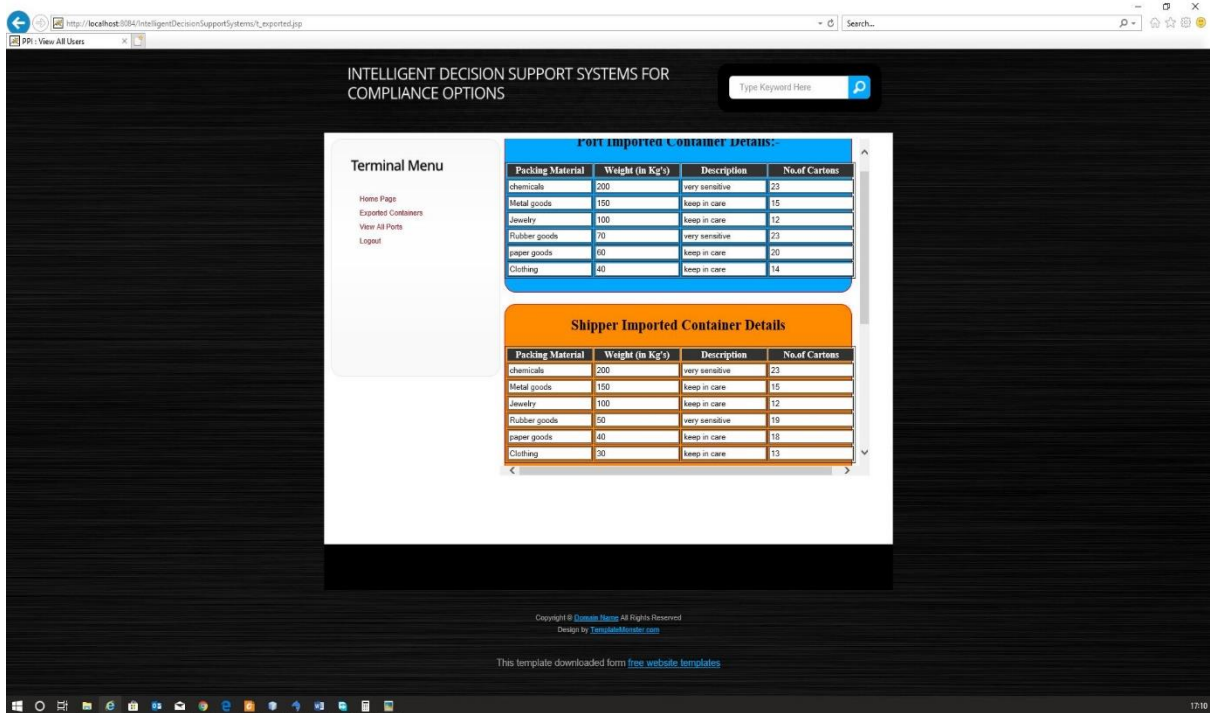 http://localhost:8084/IntelligentDecisionSupportSystems/t_exported.jsp
Search...
PPI : View All Users
INTELLIGENT DECISION SUPPORT SYSTEMS FOR
COMPLIANCE OPTIONS
Type Keyword Here
Terminal Menu
Home Page
Exported Containers
View All Ports
Logout
Port Imported Container Details:-
Packing Material Weight (in Kg's) Description No.of Cartons
chemicals 200 very sensitive 23
Metal goods 150 keep in care 15
Jewelry 100 keep in care 12
Rubber goods 70 very sensitive 23
paper goods 60 keep in care 20
Clothing 40 keep in care 14
Shipper Imported Container Details
Packing Material Weight (in Kg's) Description No.of Cartons
chemicals 200 very sensitive 23
Metal goods 150 keep in care 15
Jewelry 100 keep in care 12
Rubber goods 50 very sensitive 19
paper goods 40 keep in care 18
Clothing 30 keep in care 13
Copyright © Domain Name All Rights Reserved
Design by TemplateMonster.com
This template downloaded form free website templates
17:10